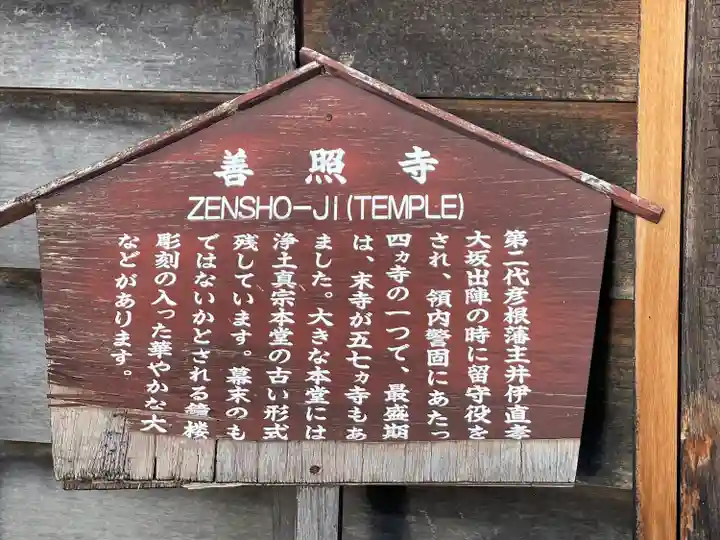 善照寺
ZENSHO-JI(TEMPLE)
第二代彦根藩主井伊直孝
大坂出陣の時に留守役を
され、領内警固にあたっ
四ヵ寺の一つで、最盛期
は、末寺が五七ヵ寺もあ
ました。大きな本堂には
浄土真宗本堂の古い形式
残しています。幕末のも
ではないかとされる鐘楼
彫刻の入った華やかな大
などがあります。